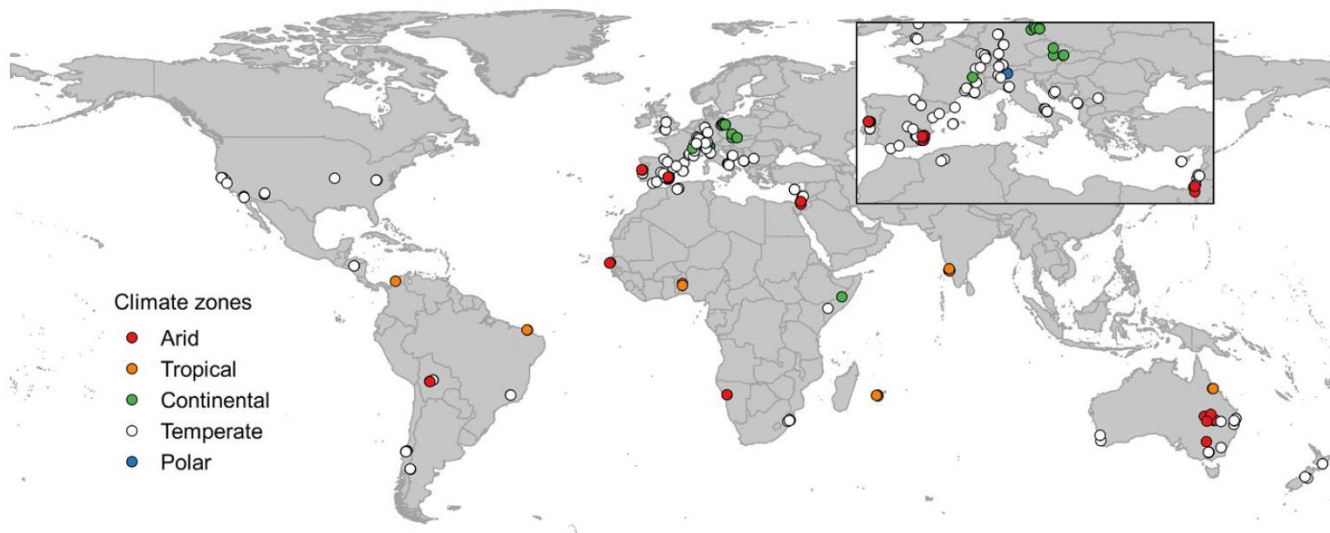 Climate zones
Arid
Tropical
Continental
Temperate
Polar